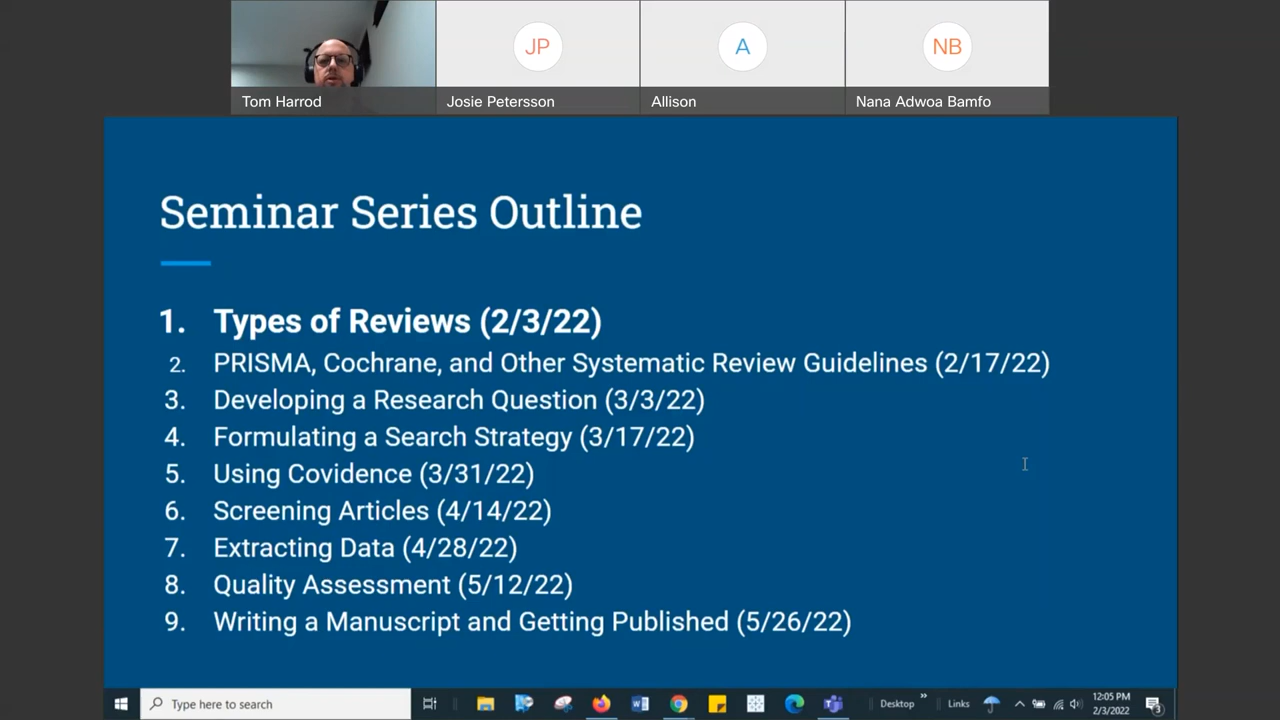 JP
A
NB
Tom Harrod
Josie Petersson
Allison
Nana Adwoa Bamfo
Seminar Series Outline
1. Types of Reviews (2/3/22)
2. PRISMA, Cochrane, and Other Systematic Review Guidelines (2/17/22)
3. Developing a Research Question (3/3/22)
4. Formulating a Search Strategy (3/17/22)
5. Using Covidence (3/31/22)
6. Screening Articles (4/14/22)
7. Extracting Data (4/28/22)
8. Quality Assessment (5/12/22)
9. Writing a Manuscript and Getting Published (5/26/22)
Type here to search
Desktop
Links
12:05 PM
2/3/2022
3